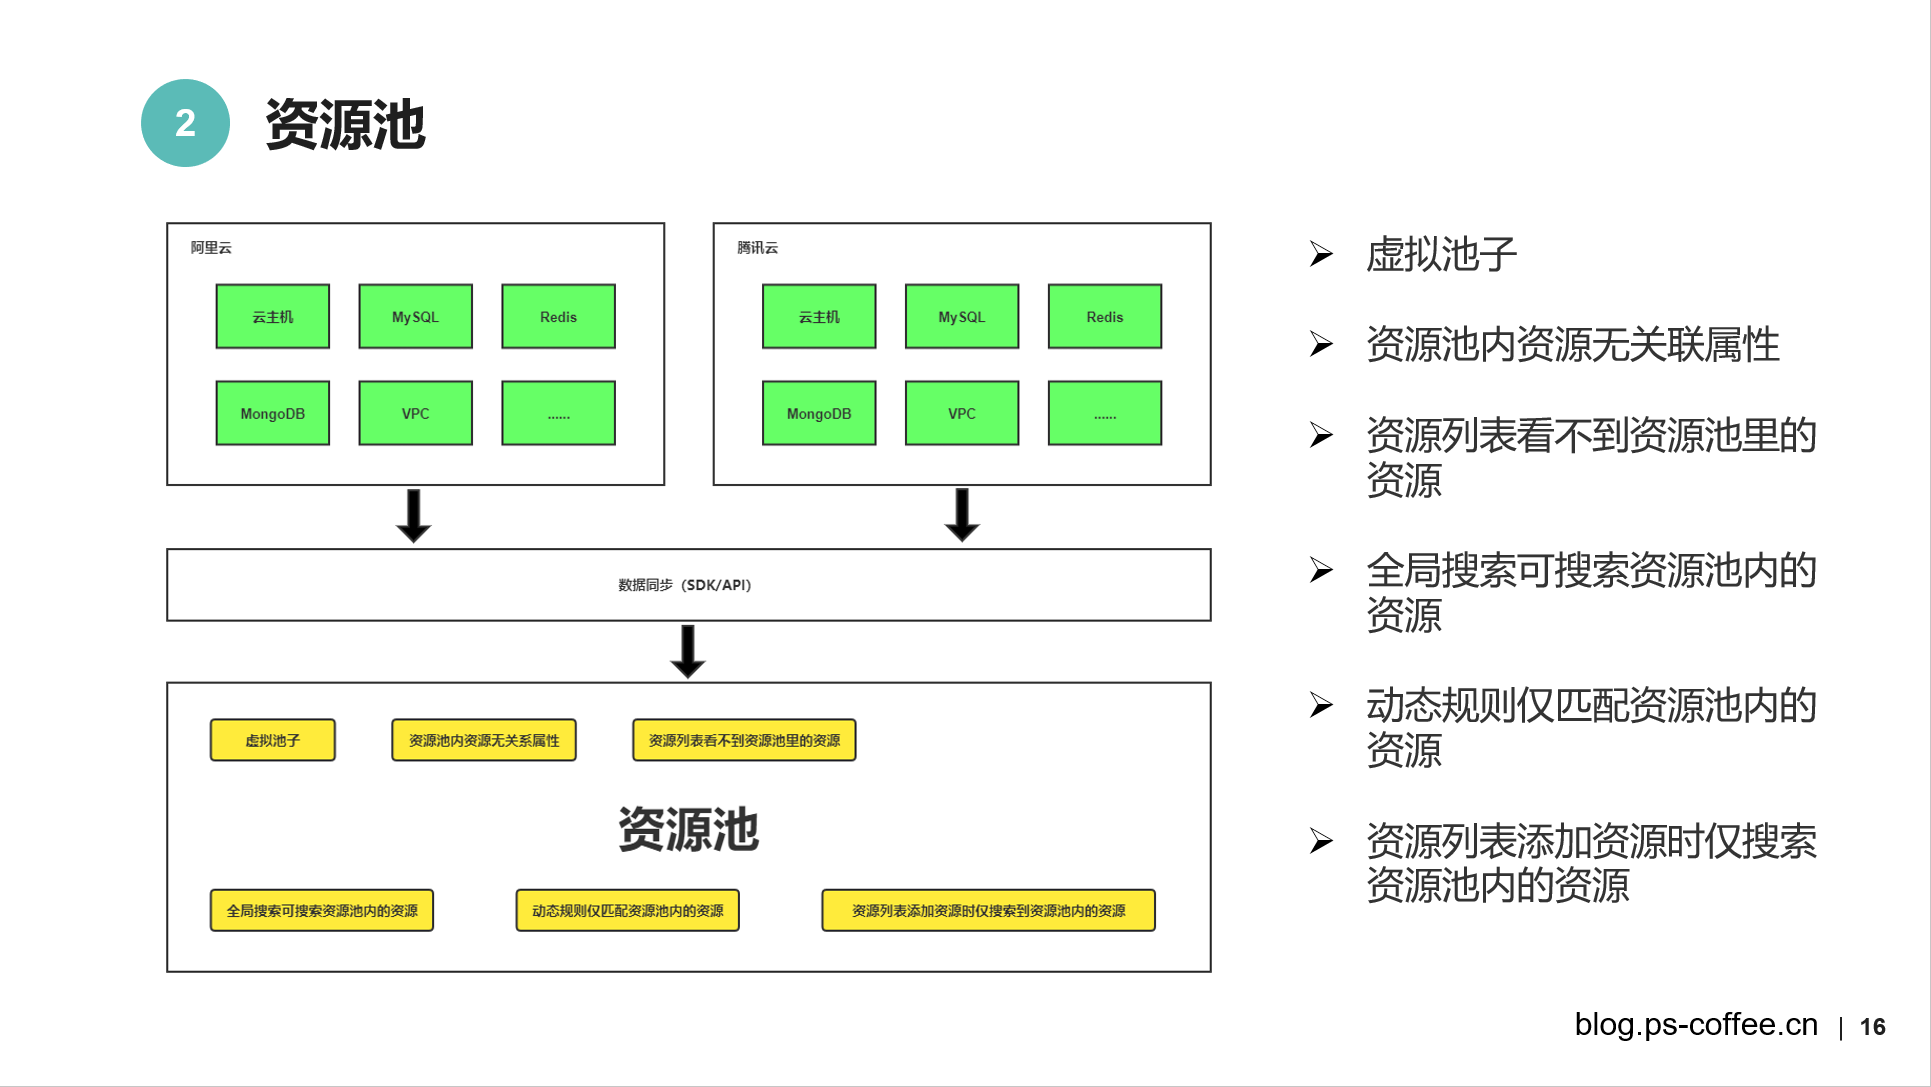 2
资源池
阿里云
云主机
MySQL
Redis
MongoDB
VPC
......
腾讯云
云主机
MySQL
Redis
MongoDB
VPC
......
数据同步（SDK/API）
虚拟池子
资源池内资源无关系属性
资源列表看不到资源池里的资源
资源池
全局搜索可搜索资源池内的资源
动态规则仅匹配资源池内的资源
资源列表添加资源时仅搜索到资源池内的资源
虚拟池子
资源池内资源无关联属性
资源列表看不到资源池里的
资源
全局搜索可搜索资源池内的
资源
动态规则仅匹配资源池内的
资源
资源列表添加资源时仅搜索
资源池内的资源
blog.ps-coffee.cn | 16